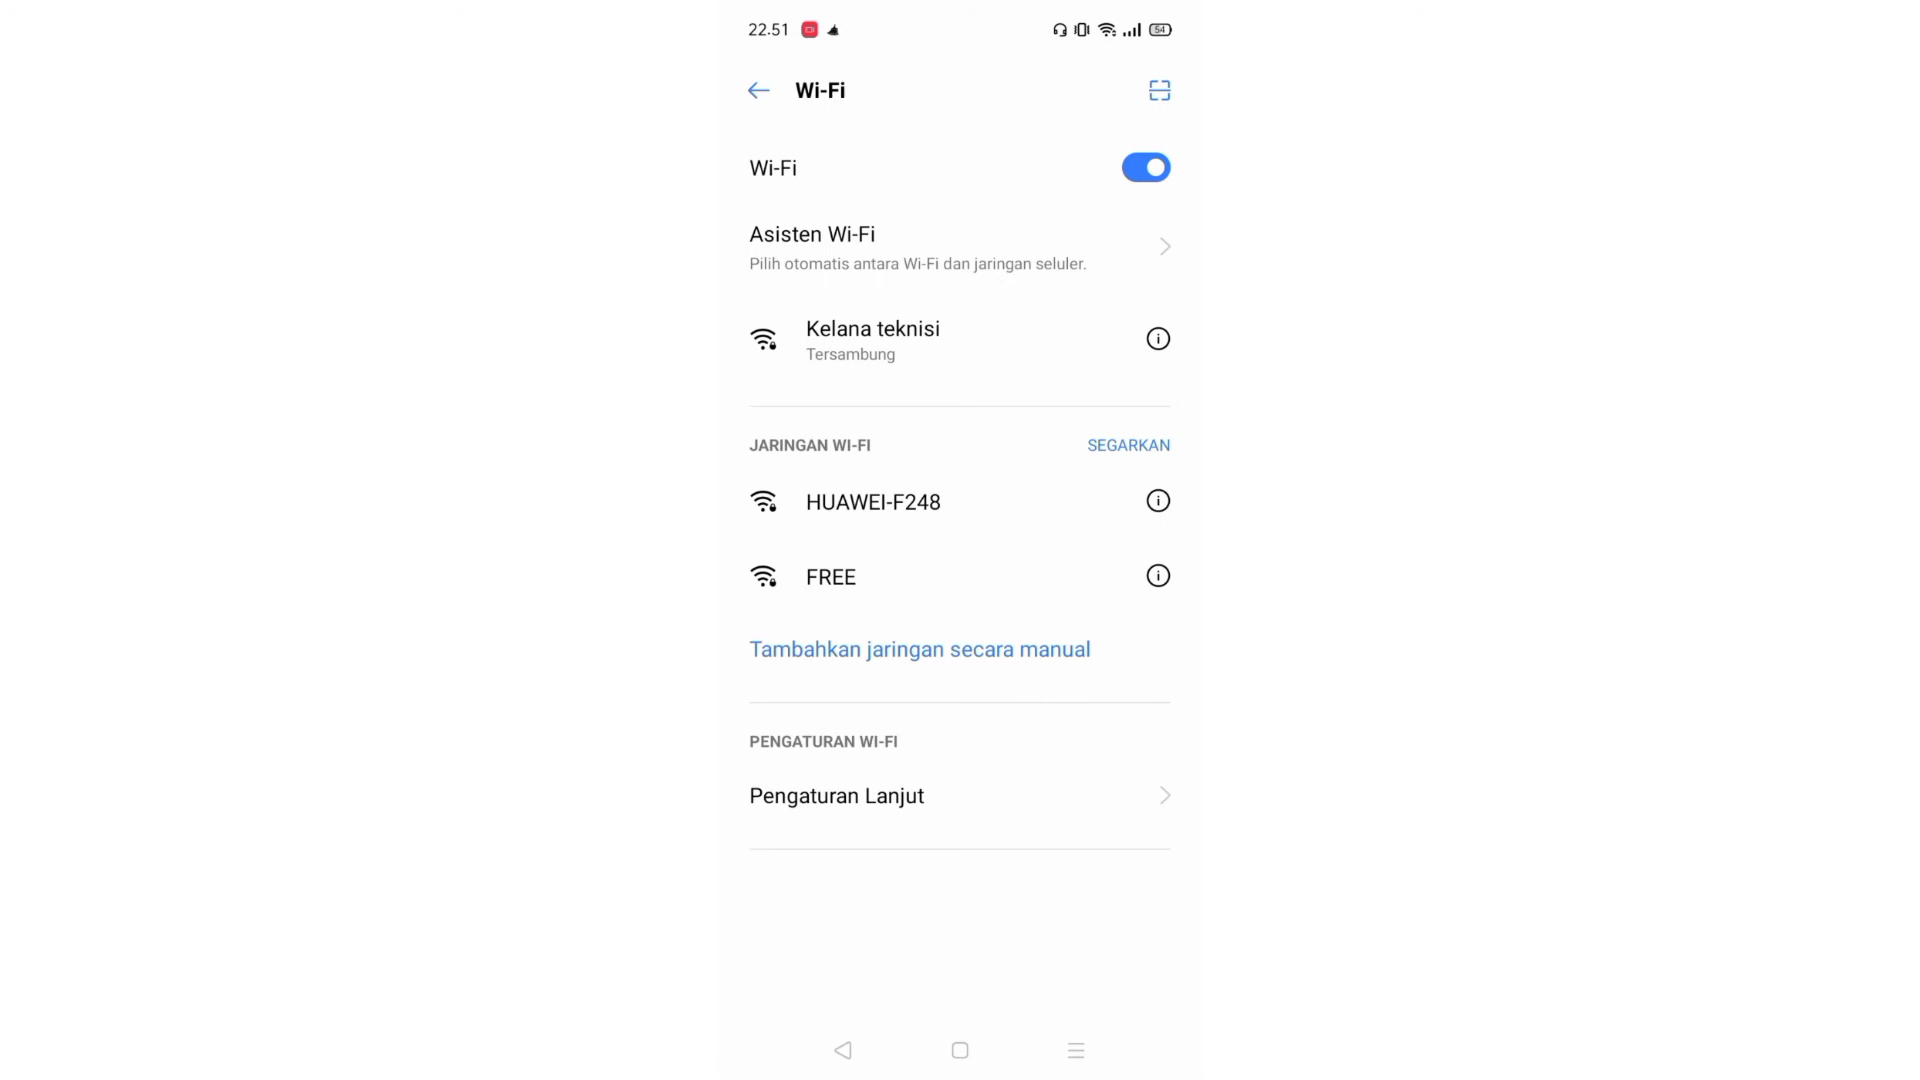 22.51
54
Wi-Fi
Wi-Fi
Asisten Wi-Fi
Pilih otomatis antara Wi-Fi dan jaringan seluler.
Kelana teknisi
Tersambung
JARINGAN WI-FI SEGARKAN
HUAWEI-F248
FREE
Tambahkan jaringan secara manual
PENGATURAN WI-FI
Pengaturan Lanjut